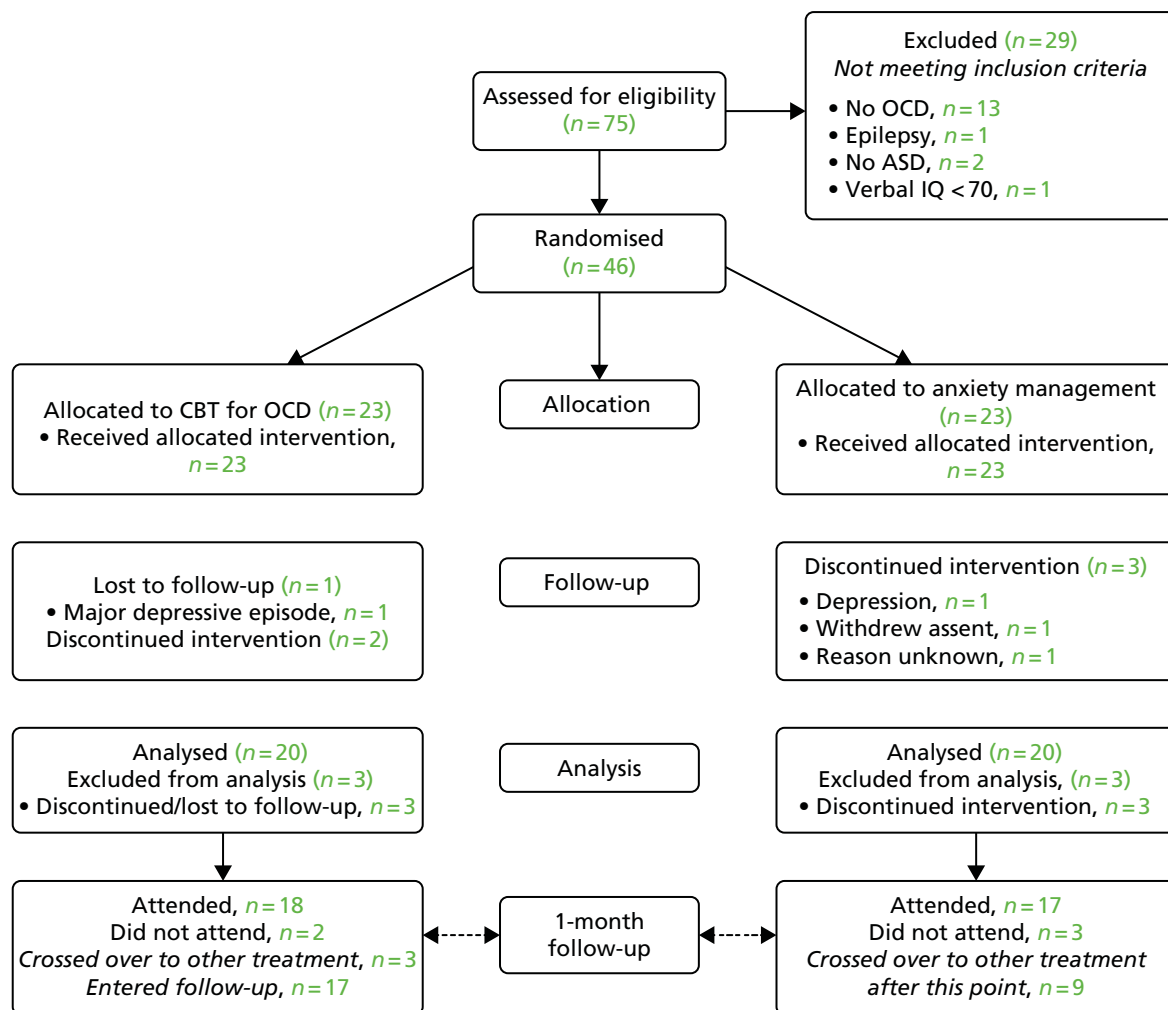 Excluded (n=29)
Not meeting inclusion criteria
• No OCD, n=13
• Epilepsy, n=1
• No ASD, n=2
• Verbal IQ <70, n=1
Assessed for eligibility
(n=75)
Randomised
(n=46)
Allocated to CBT for OCD (n=23)
• Received allocated intervention,
n=23
Allocation
Allocated to anxiety management
(n=23)
• Received allocated intervention,
n=23
Lost to follow-up (n=1)
• Major depressive episode, n=1
Discontinued intervention (n=2)
Follow-up
Discontinued intervention (n=3)
• Depression, n=1
• Withdrew assent, n=1
• Reason unknown, n=1
Analysed (n=20)
Excluded from analysis (n=3)
• Discontinued/lost to follow-up, n=3
Analysis
Analysed (n=20)
Excluded from analysis, (n=3)
• Discontinued intervention, n=3
Attended, n=18
Did not attend, n=2
Crossed over to other treatment, n=3
Entered follow-up, n=17
1-month
follow-up
Attended, n=17
Did not attend, n=3
Crossed over to other treatment
after this point, n=9